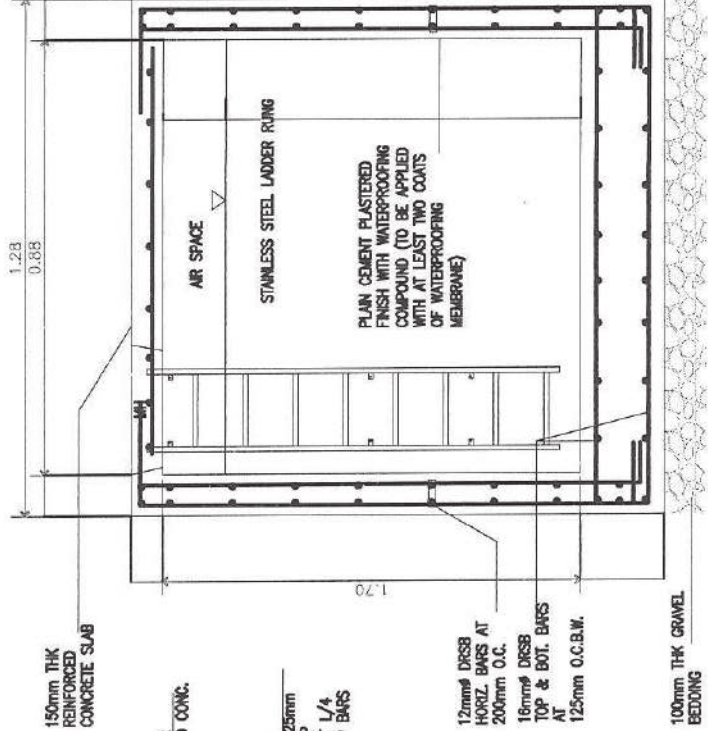 1.28
0.88
150mm THK
REINFORCED
CONCRETE SLAB
AIR SPACE
STAINLESS STEEL LADDER RUNG
MH
CONC.
PLAIN CEMENT PLASTERED
FINISH WITH WATERPROOFING
COMPOUND (TO BE APPLIED
WITH AT LEAST TWO COATS
OF WATERPROOFING
MEMBRANE)
25mm
L/4
BARS
1.70
12mmø DRSB
HORIZ. BARS AT
200mm O.C.
16mmø DRSB
TOP & BOT. BARS
AT
125mm O.C.B.W.
100mm THK GRAVEL
BEDDING